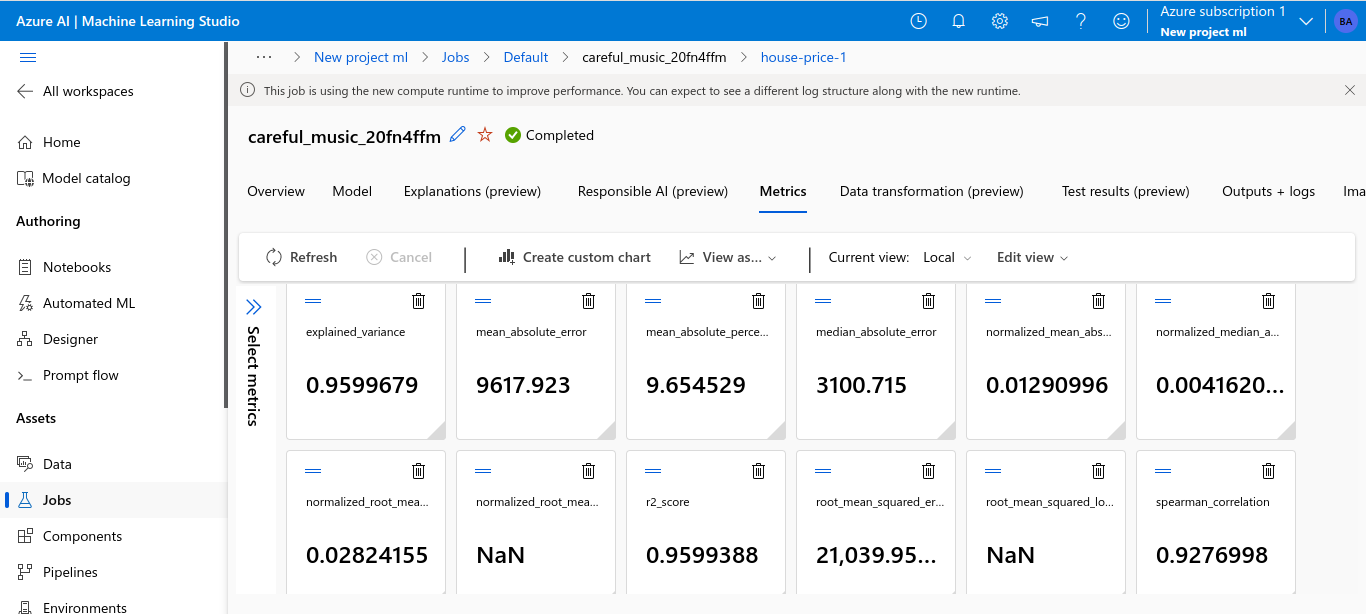 Azure AI | Machine Learning Studio
Azure subscription 1
New project ml
BA
All workspaces
Home
Model catalog
Authoring
Notebooks
Automated ML
Designer
Prompt flow
Assets
Data
Jobs
Components
Pipelines
Environments
··· > New project ml > Jobs > Default > careful_music_20fn4ffm > house-price-1
This job is using the new compute runtime to improve performance. You can expect to see a different log structure along with the new runtime.
careful_music_20fn4ffm Completed
Overview Model Explanations (preview) Responsible AI (preview) Metrics Data transformation (preview) Test results (preview) Outputs + logs Ima
Refresh Cancel Create custom chart View as... Current view: Local Edit view
Select metrics
explained_variance mean_absolute_error mean_absolute_perce... median_absolute_error normalized_mean_abs... normalized_median_a...
0.9599679 9617.923 9.654529 3100.715 0.01290996 0.0041620...
normalized_root_mea... normalized_root_mea... r2_score root_mean_squared_er... root_mean_squared_lo... spearman_correlation
0.02824155 NaN 0.9599388 21,039.95... NaN 0.9276998